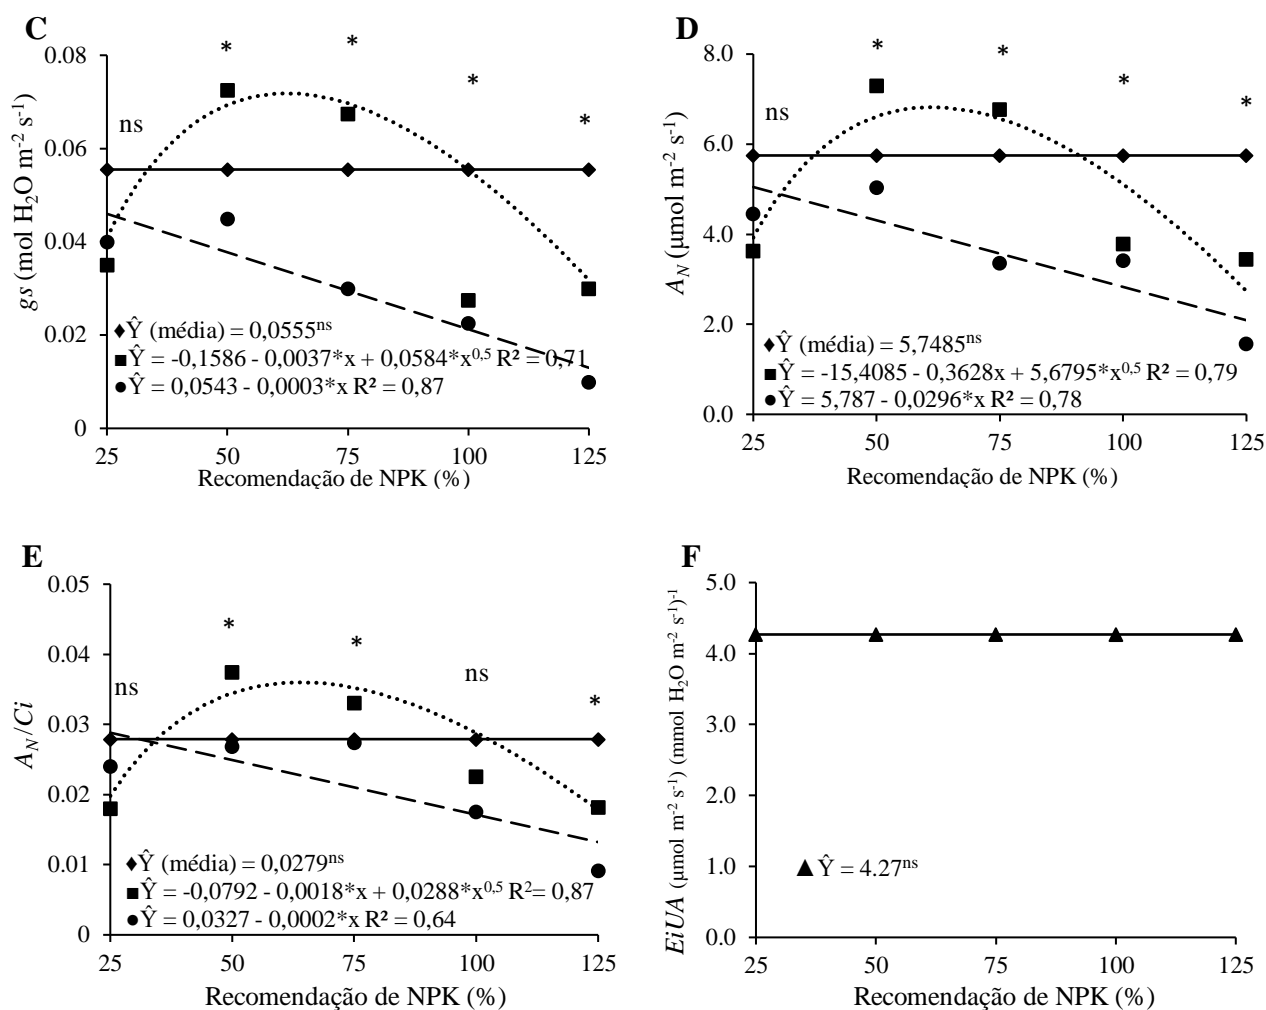 C
0.08
0.06
0.04
0.02
0
gs (mol H₂O m⁻² s⁻¹)
ns
*
*
*
*
♦Ŷ (média) = 0,0555ⁿˢ
■Ŷ = -0,1586 - 0,0037*x + 0,0584*x⁰,⁵ R² = 0,71
●Ŷ = 0,0543 - 0,0003*x R² = 0,87
25 50 75 100 125
Recomendação de NPK (%)
D
8.0
6.0
4.0
2.0
0.0
A_N (µmol m⁻² s⁻¹)
ns
*
*
*
*
♦Ŷ (média) = 5,7485ⁿˢ
■Ŷ = -15,4085 - 0,3628x + 5,6795*x⁰,⁵ R² = 0,79
●Ŷ = 5,787 - 0,0296*x R² = 0,78
25 50 75 100 125
Recomendação de NPK (%)
E
0.05
0.04
0.03
0.02
0.01
0
A_N/Ci
ns
*
*
ns
*
♦Ŷ (média) = 0,0279ⁿˢ
■Ŷ = -0,0792 - 0,0018*x + 0,0288*x⁰,⁵ R²= 0,87
●Ŷ = 0,0327 - 0,0002*x R² = 0,64
25 50 75 100 125
Recomendação de NPK (%)
F
5.0
4.0
3.0
2.0
1.0
0.0
EiUA (µmol m⁻² s⁻¹) (mmol H₂O m⁻² s⁻¹)⁻¹
▲Ŷ = 4.27ⁿˢ
25 50 75 100 125
Recomendação de NPK (%)